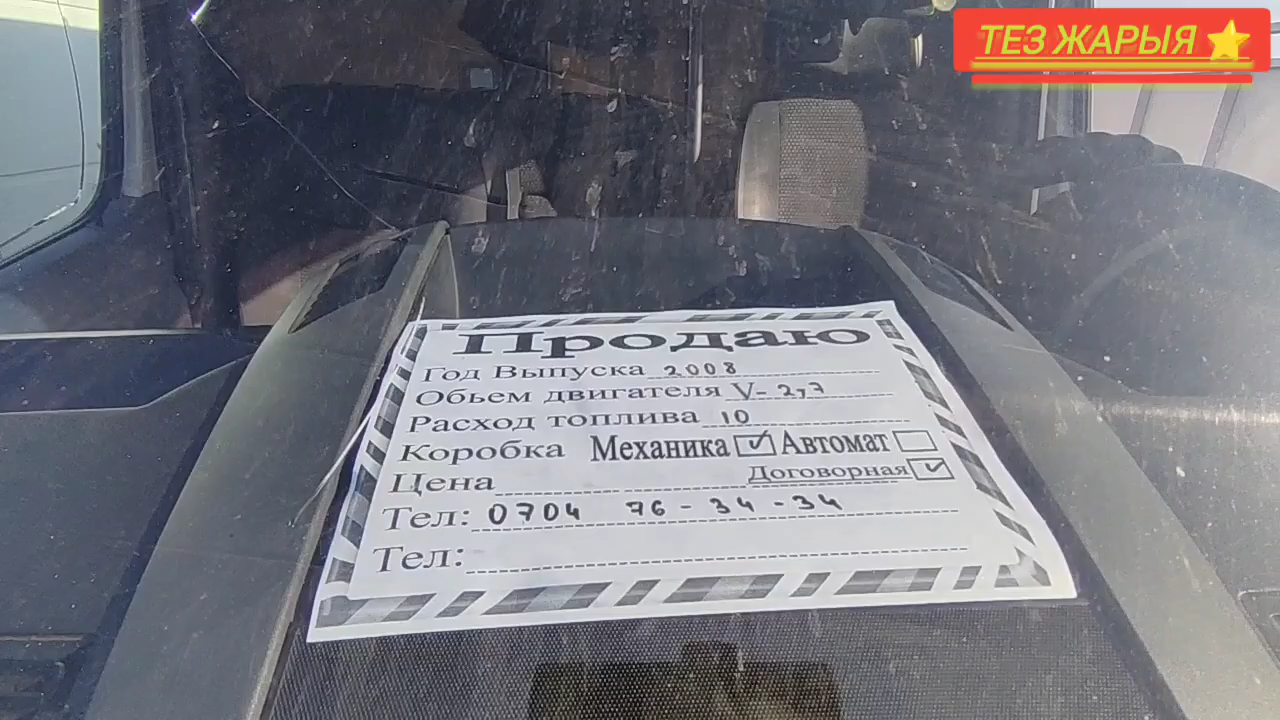 ТЕЗ ЖАРЫЯ
Продаю
Год Выпуска 2008
Обьем двигателя V- 2,7
Расход топлива 10
Коробка Механика Автомат
Цена Договорная
Тел: 0704 76-34-34
Тел: